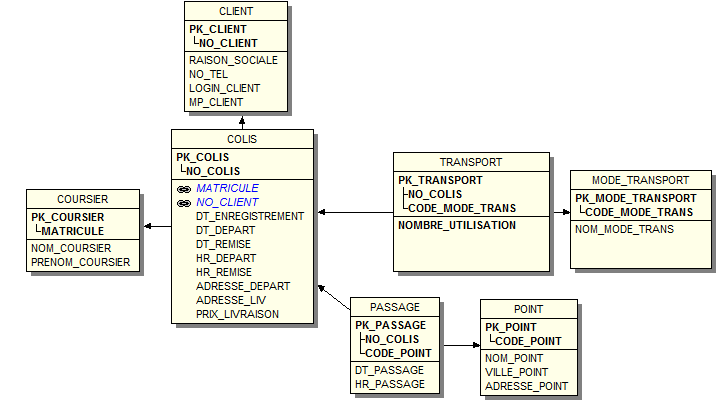 CLIENT
PK_CLIENT
NO_CLIENT
RAISON_SOCIALE
NO_TEL
LOGIN_CLIENT
MP_CLIENT
COLIS
PK_COLIS
NO_COLIS
MATRICULE
NO_CLIENT
DT_ENREGISTREMENT
DT_DEPART
DT_REMISE
HR_DEPART
HR_REMISE
ADRESSE_DEPART
ADRESSE_LIV
PRIX_LIVRAISON
COURSIER
PK_COURSIER
MATRICULE
NOM_COURSIER
PRENOM_COURSIER
TRANSPORT
PK_TRANSPORT
NO_COLIS
CODE_MODE_TRANS
NOMBRE_UTILISATION
MODE_TRANSPORT
PK_MODE_TRANSPORT
CODE_MODE_TRANS
NOM_MODE_TRANS
PASSAGE
PK_PASSAGE
NO_COLIS
CODE_POINT
DT_PASSAGE
HR_PASSAGE
POINT
PK_POINT
CODE_POINT
NOM_POINT
VILLE_POINT
ADRESSE_POINT